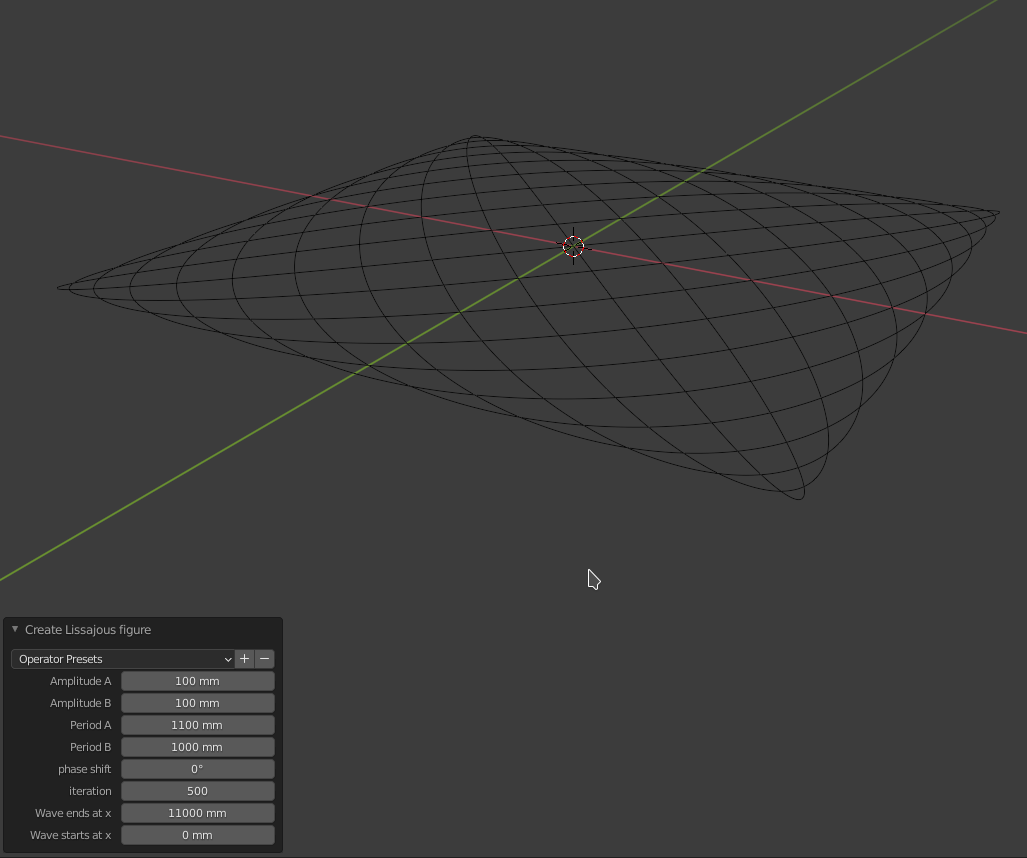 Create Lissajous figure
Operator Presets
Amplitude A 100 mm
Amplitude B 100 mm
Period A 1100 mm
Period B 1000 mm
phase shift 0°
iteration 500
Wave ends at x 11000 mm
Wave starts at x 0 mm